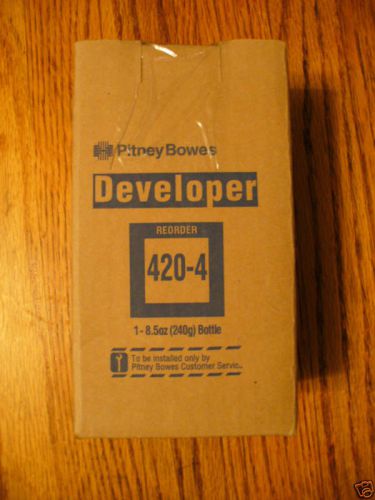 Pitney Bowes
Developer
REORDER
420-4
1- 8.5oz (240g) Bottle
To be installed only by
Pitney Bowes Customer Servic..